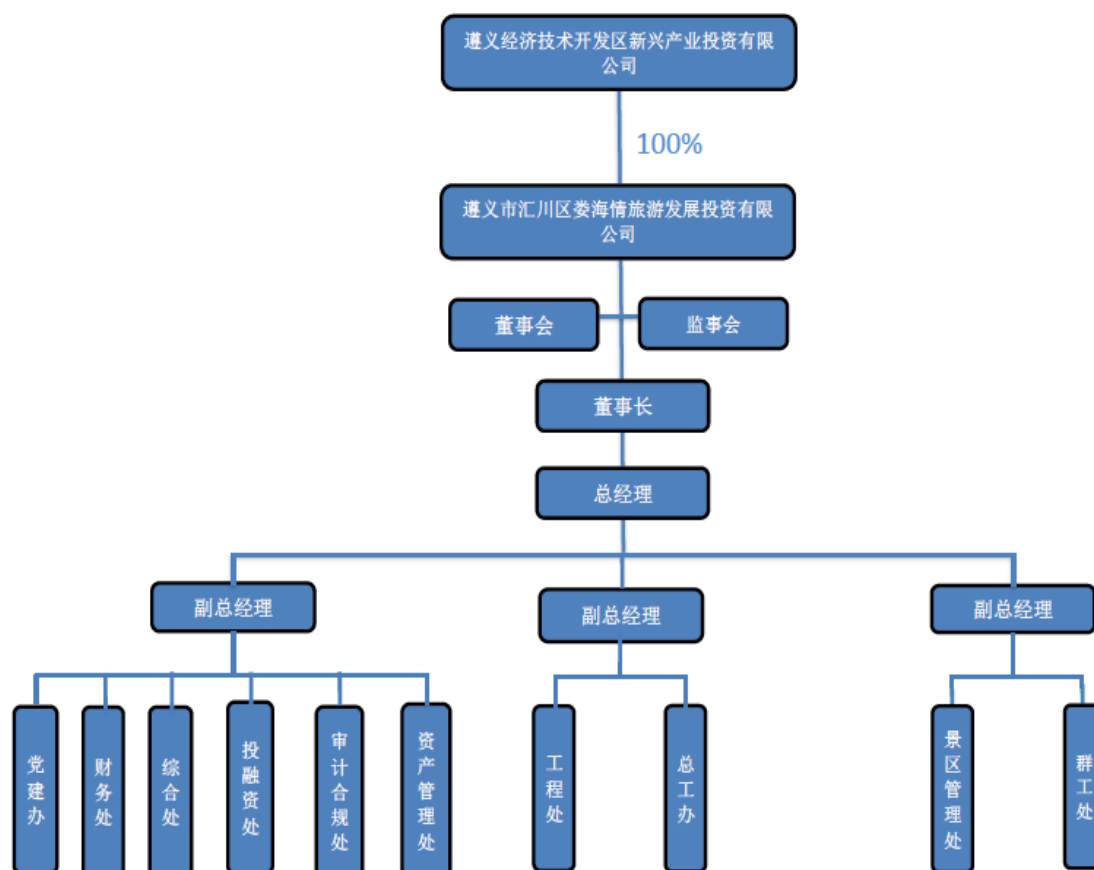 遵义经济技术开发区新兴产业投资有限
公司
100%
遵义市汇川区娄海情旅游发展投资有限
公司
董事会
监事会
董事长
总经理
副总经理
副总经理
副总经理
党建办
财务处
综合处
投融资处
审计合规处
资产管理处
工程处
总工办
景区管理处
群工处